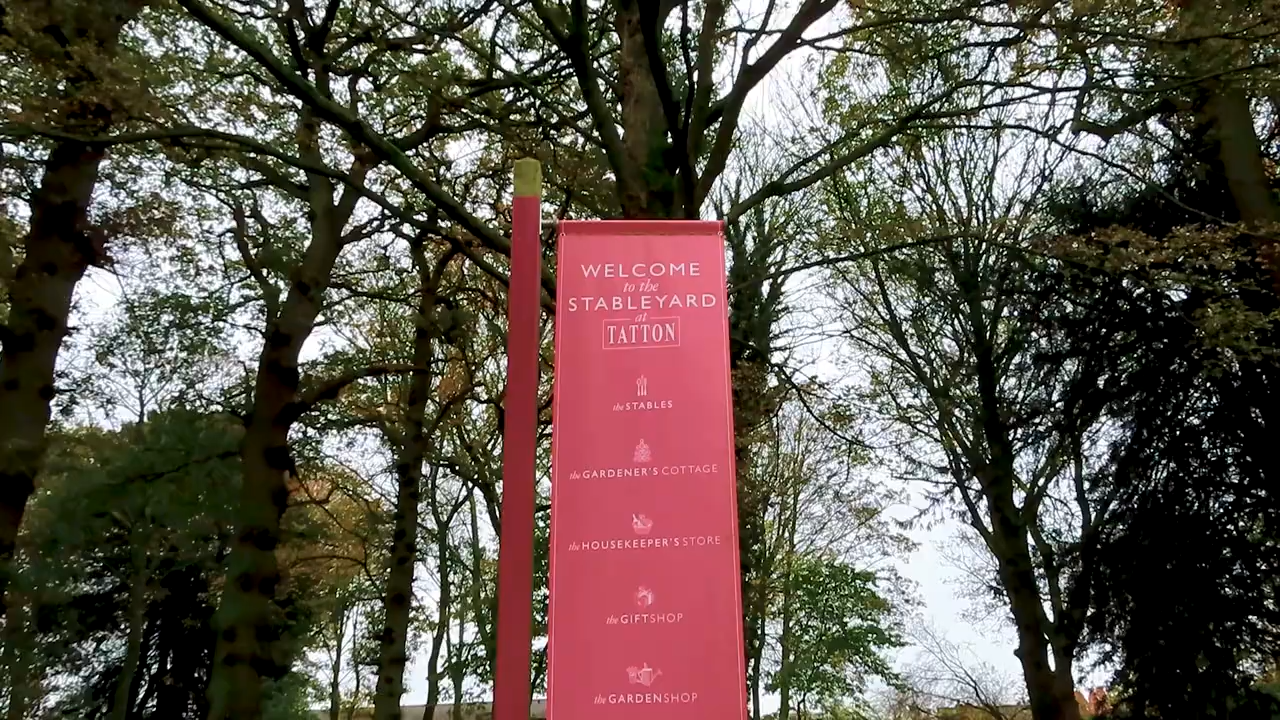 WELCOME
to the
STABLEYARD
at
TATTON
the STABLES
the GARDENER'S COTTAGE
the HOUSEKEEPER'S STORE
the GIFTSHOP
the GARDENSHOP